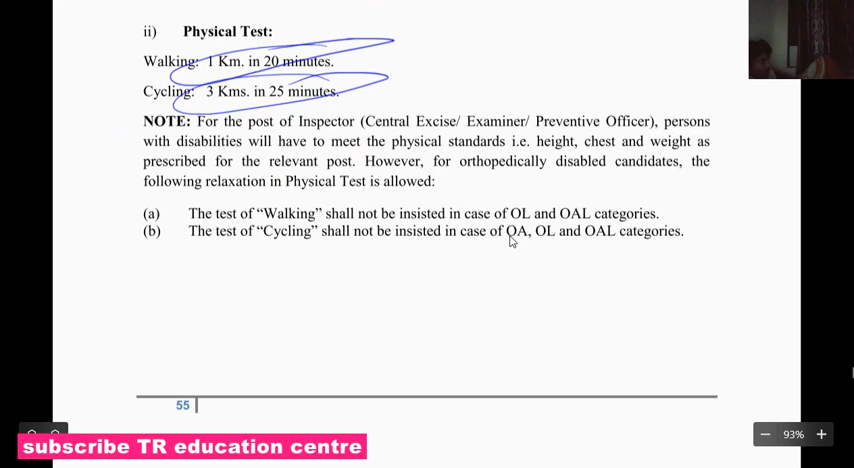 ii) Physical Test:
Walking: 1 Km. in 20 minutes.
Cycling: 3 Kms. in 25 minutes.
NOTE: For the post of Inspector (Central Excise/ Examiner/ Preventive Officer), persons
with disabilities will have to meet the physical standards i.e. height, chest and weight as
prescribed for the relevant post. However, for orthopedically disabled candidates, the
following relaxation in Physical Test is allowed:
(a) The test of “Walking” shall not be insisted in case of OL and OAL categories.
(b) The test of “Cycling” shall not be insisted in case of OA, OL and OAL categories.
55
93%
subscribe TR education centre